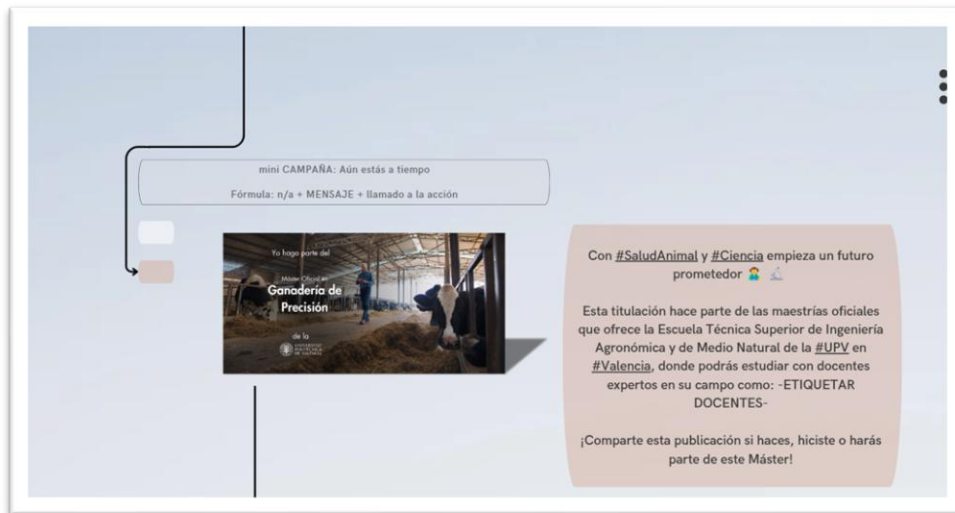 mini CAMPAÑA: Aún estás a tiempo
Fórmula: n/a + MENSAJE + llamado a la acción
Yo hago parte del
Máster Oficial en
Ganadería de
Precisión
de la
UNIVERSITAT
POLITÈCNICA
DE VALÈNCIA
Con #SaludAnimal y #Ciencia empieza un futuro
prometedor
Esta titulación hace parte de las maestrías oficiales
que ofrece la Escuela Técnica Superior de Ingeniería
Agronómica y de Medio Natural de la #UPV en
#Valencia, donde podrás estudiar con docentes
expertos en su campo como: -ETIQUETAR
DOCENTES-
¡Comparte esta publicación si haces, hiciste o harás
parte de este Máster!